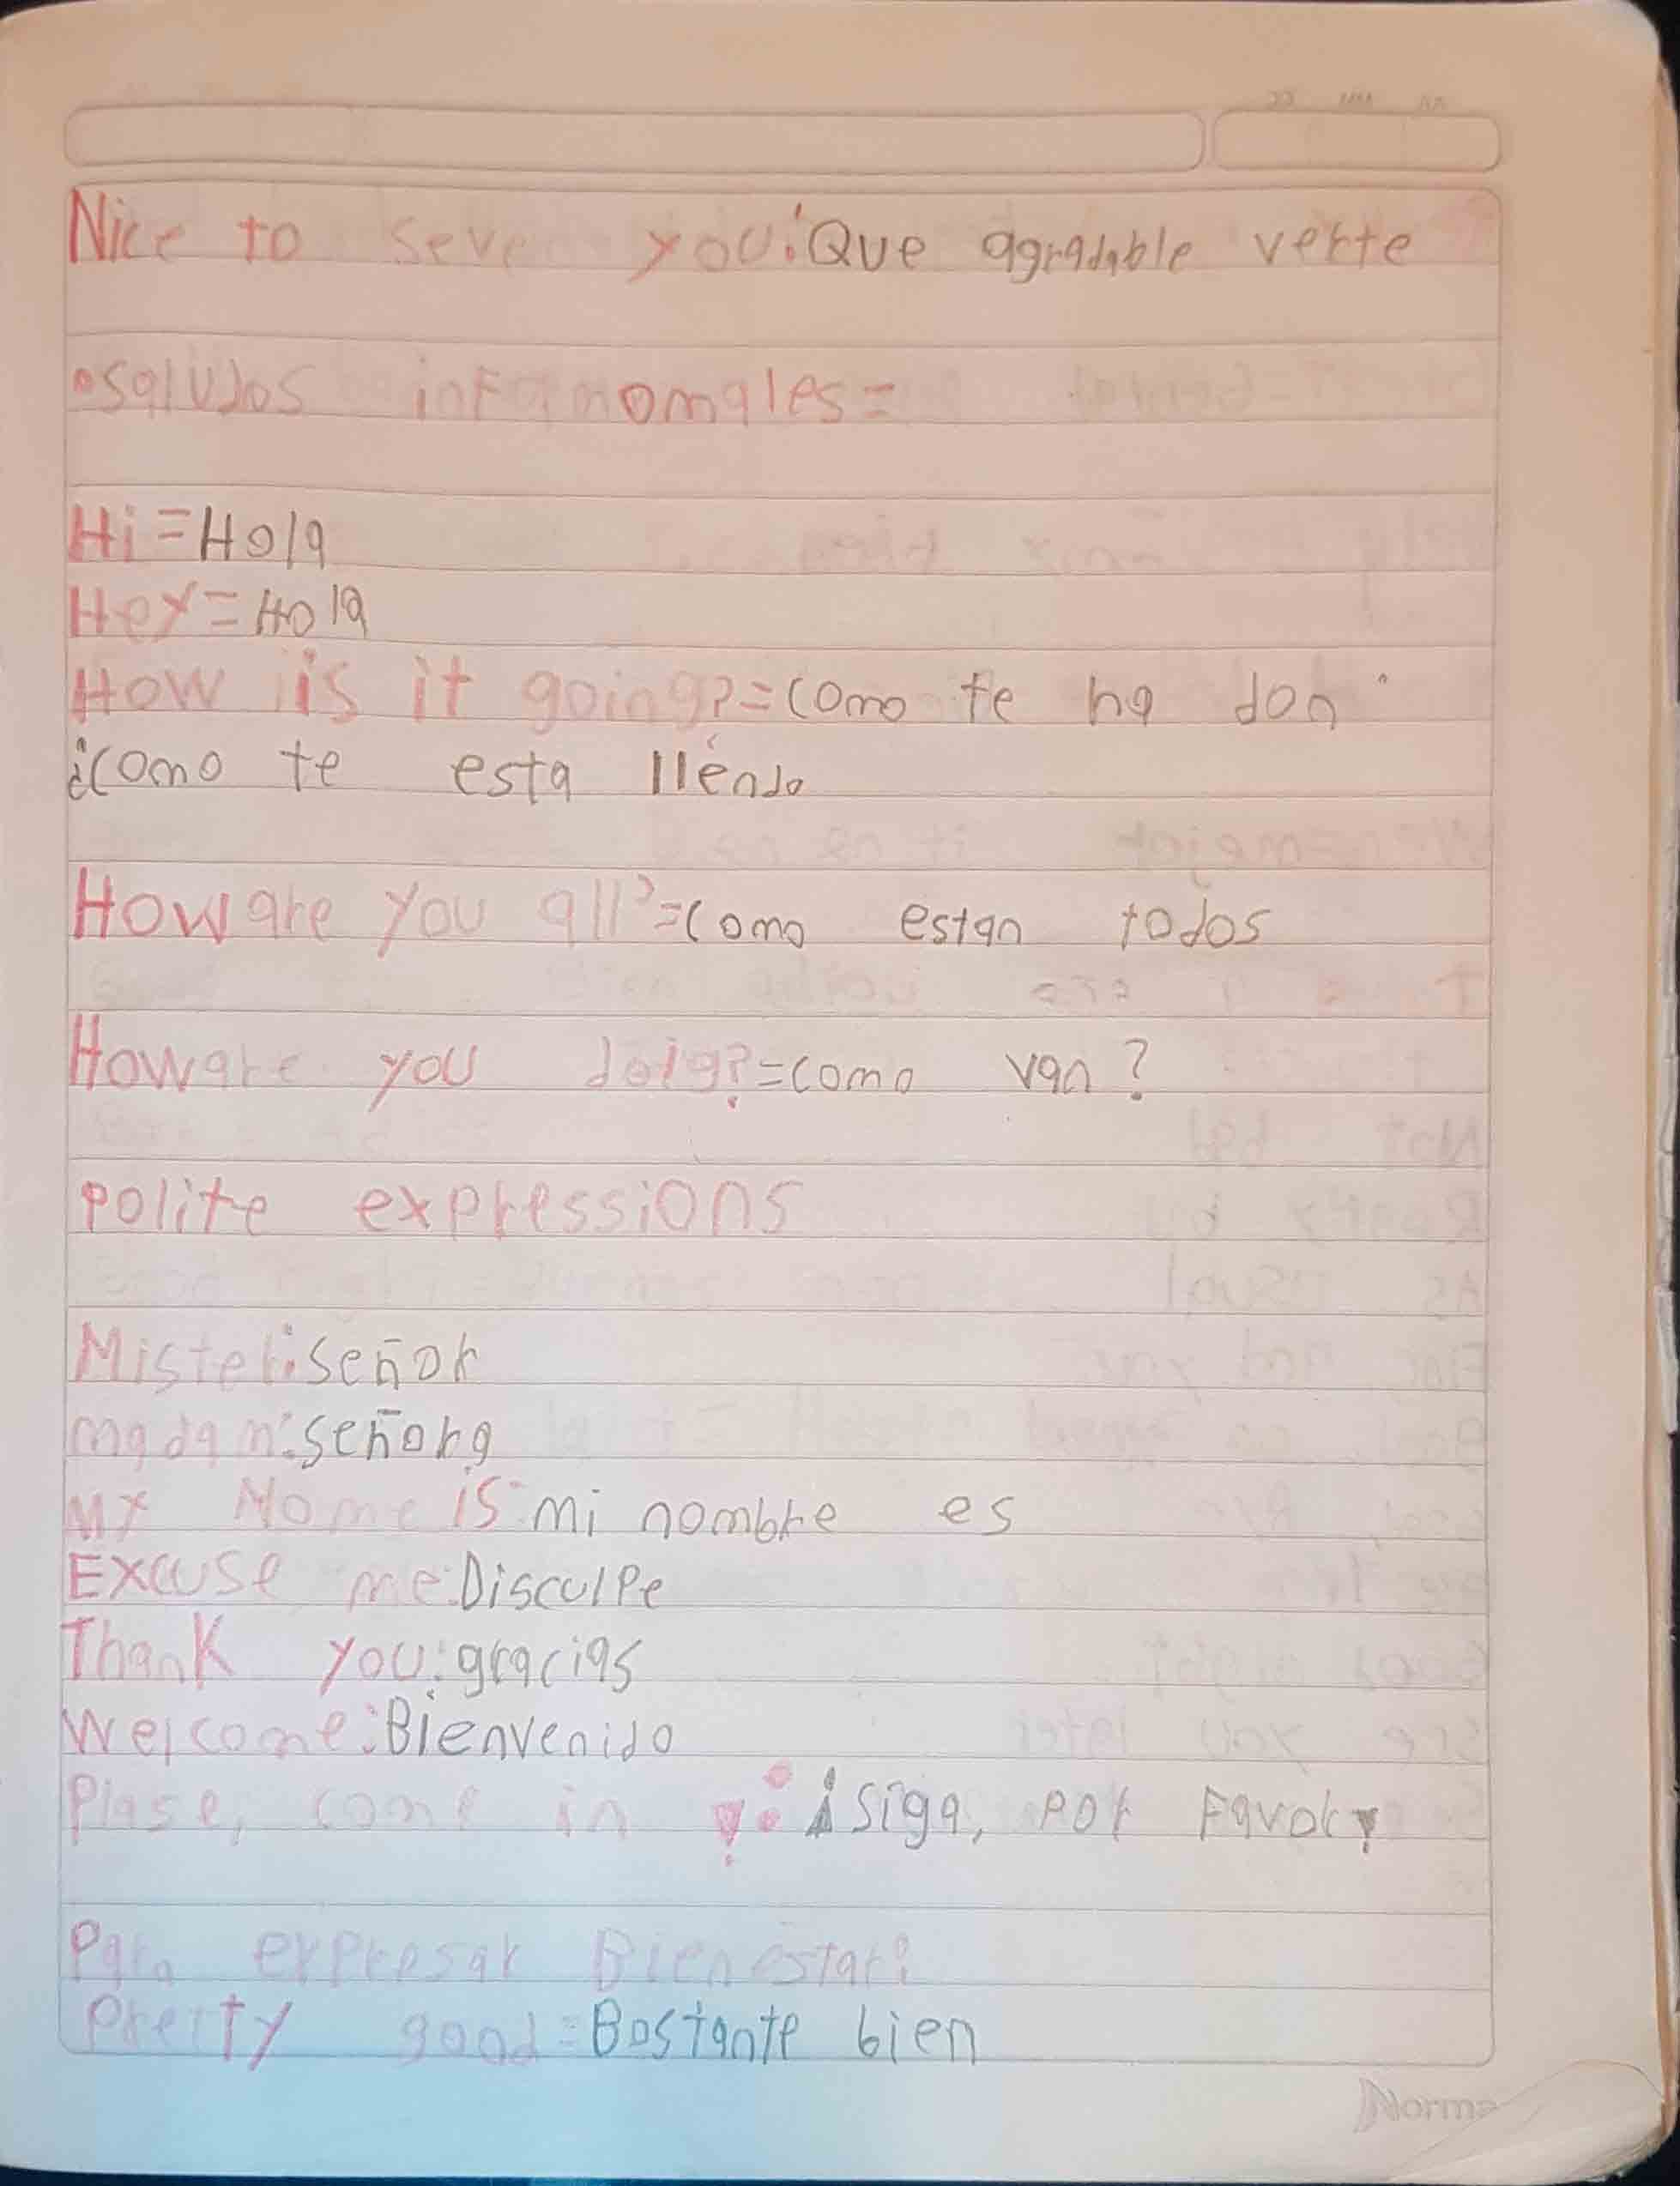 Nice to seve you: Que agradable verte
•saludos infanomales=
Hi=Hola
Hey=Hola
How iis it going?=como te ha don
¿como te esta lléndo
How are you all?=como estan todos
How are you doig?=como van?
polite expressions
Mister:señor
madam:señora
My Name is:mi nombre es
Excuse me:Disculpe
Thank you:gracias
Welcome:Bienvenido
Plase, come in : ¡siga, por Favor!
Para expresar Bienestar:
Pretty good=Bastante bien
Norma